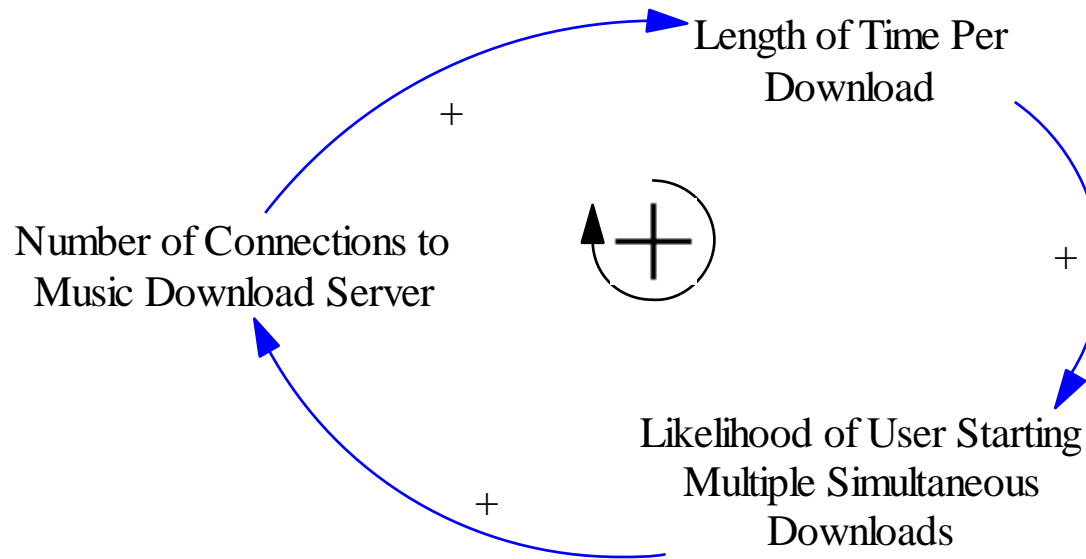 Length of Time Per
Download
+
+
Number of Connections to
Music Download Server
+
Likelihood of User Starting
Multiple Simultaneous
Downloads
+